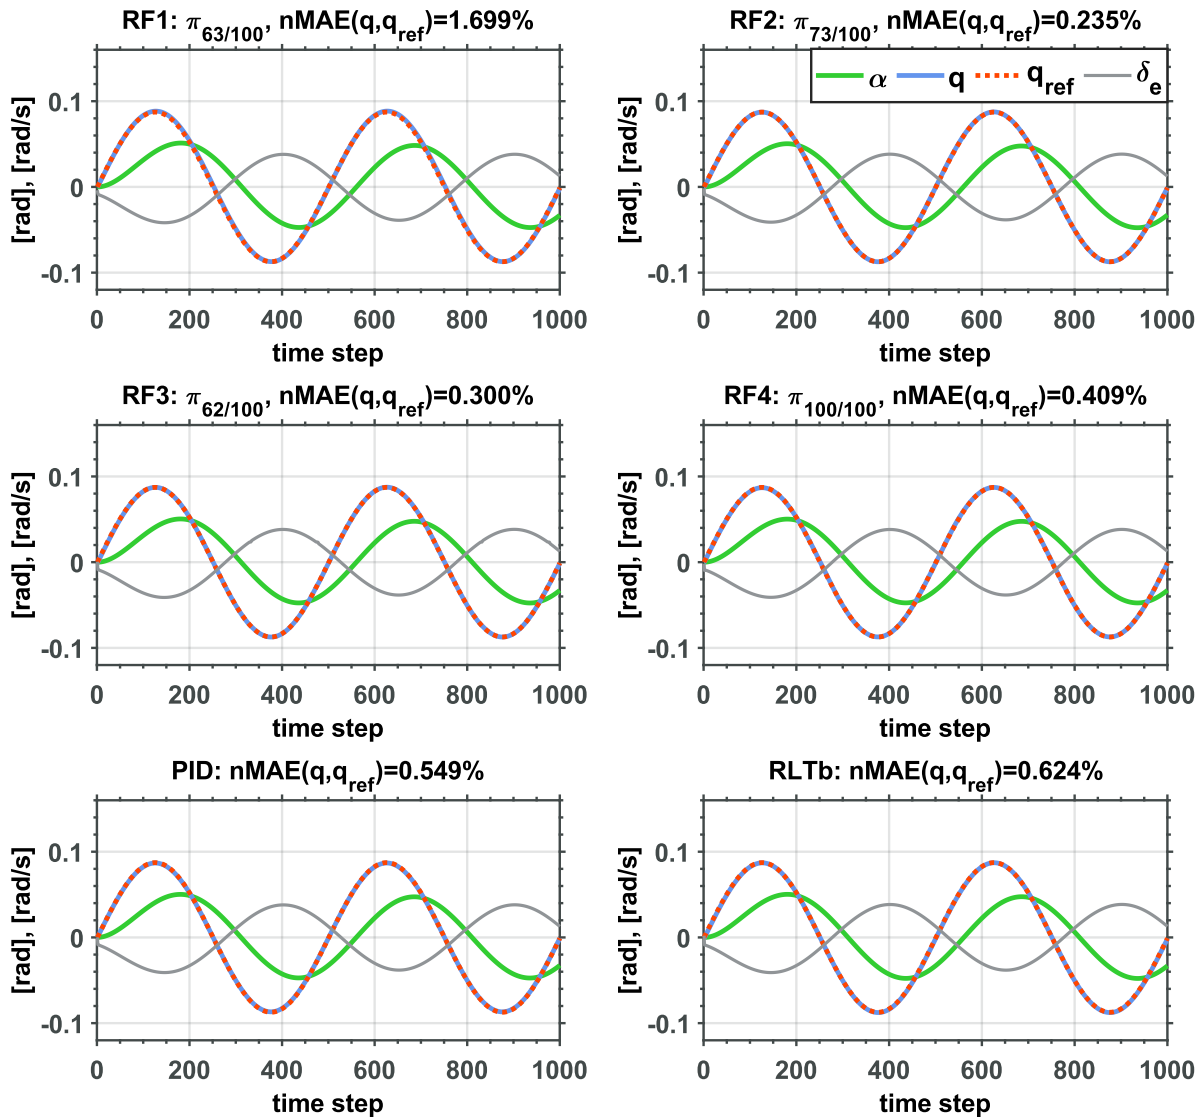 RF1: π63/100, nMAE(q,qref)=1.699%
RF2: π73/100, nMAE(q,qref)=0.235%
α q qref δe
[rad], [rad/s]
0.1
0
-0.1
0 200 400 600 800 1000
time step
[rad], [rad/s]
0.1
0
-0.1
0 200 400 600 800 1000
time step
RF3: π62/100, nMAE(q,qref)=0.300%
RF4: π100/100, nMAE(q,qref)=0.409%
[rad], [rad/s]
0.1
0
-0.1
0 200 400 600 800 1000
time step
[rad], [rad/s]
0.1
0
-0.1
0 200 400 600 800 1000
time step
PID: nMAE(q,qref)=0.549%
RLTb: nMAE(q,qref)=0.624%
[rad], [rad/s]
0.1
0
-0.1
0 200 400 600 800 1000
time step
[rad], [rad/s]
0.1
0
-0.1
0 200 400 600 800 1000
time step